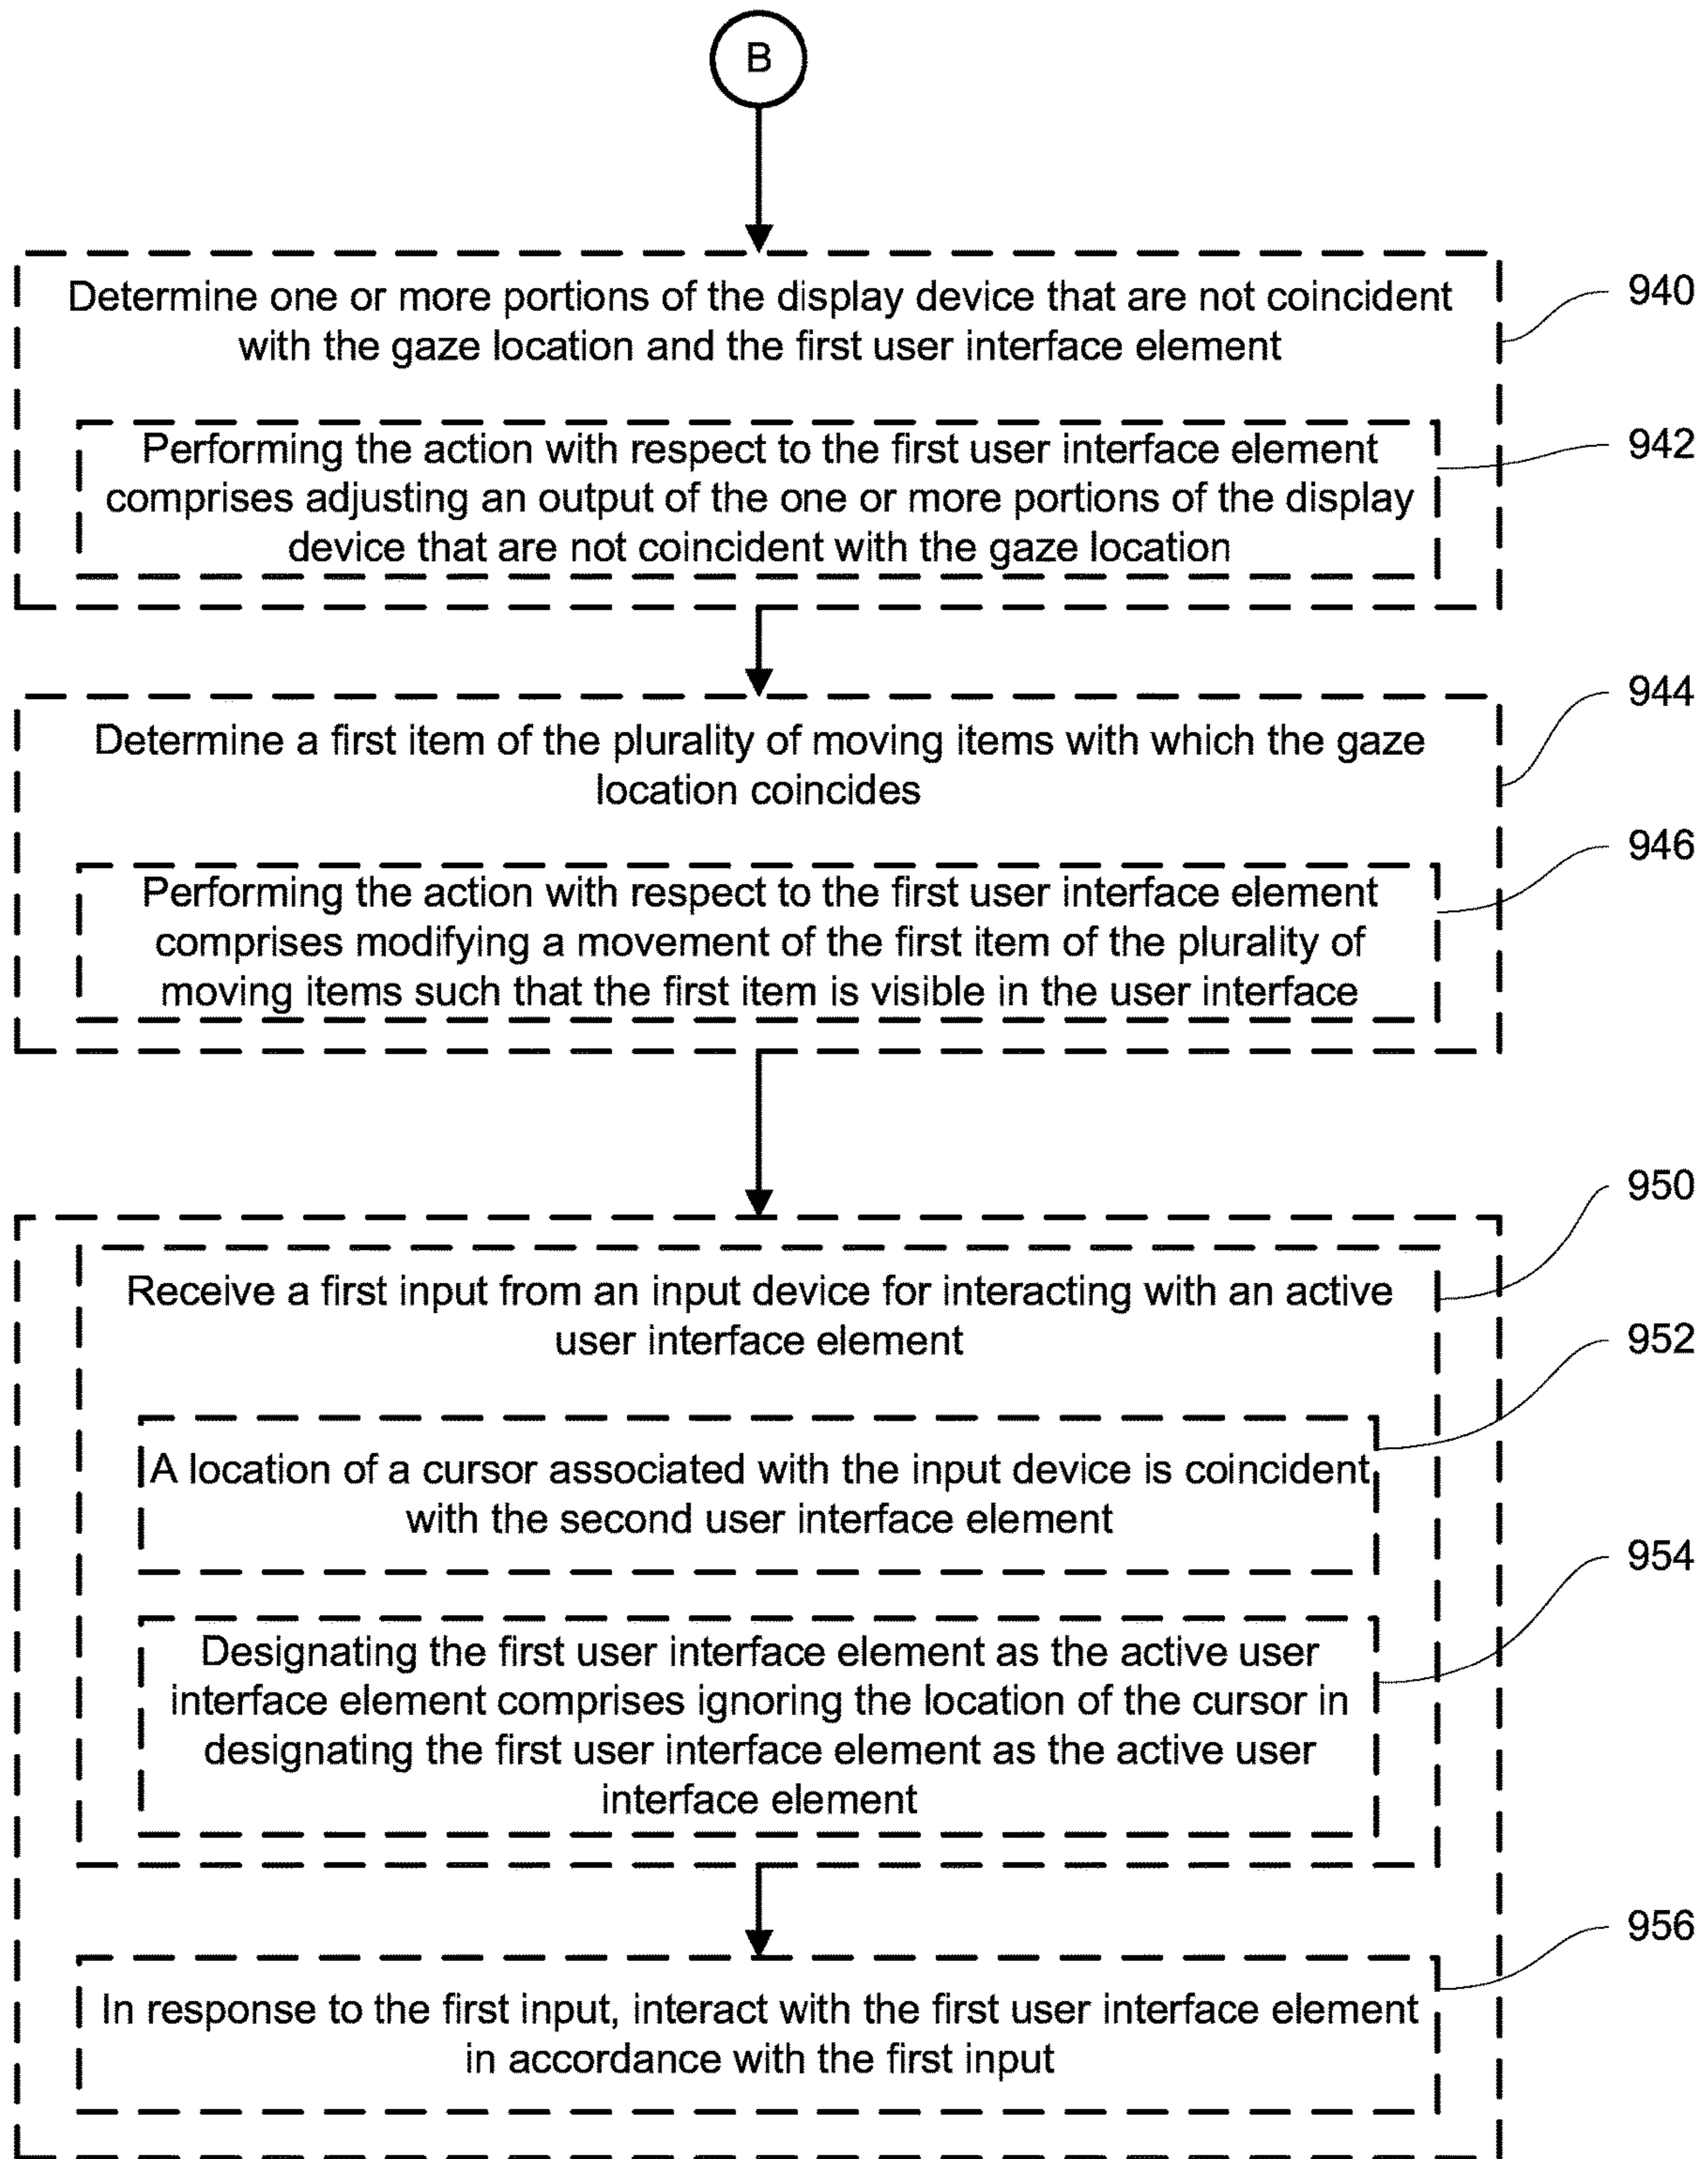 B
Determine one or more portions of the display device that are not coincident
with the gaze location and the first user interface element
940
Performing the action with respect to the first user interface element
comprises adjusting an output of the one or more portions of the display
device that are not coincident with the gaze location
942
Determine a first item of the plurality of moving items with which the gaze
location coincides
944
Performing the action with respect to the first user interface element
comprises modifying a movement of the first item of the plurality of
moving items such that the first item is visible in the user interface
946
Receive a first input from an input device for interacting with an active
user interface element
950
A location of a cursor associated with the input device is coincident
with the second user interface element
952
Designating the first user interface element as the active user
interface element comprises ignoring the location of the cursor in
designating the first user interface element as the active user
interface element
954
In response to the first input, interact with the first user interface element
in accordance with the first input
956